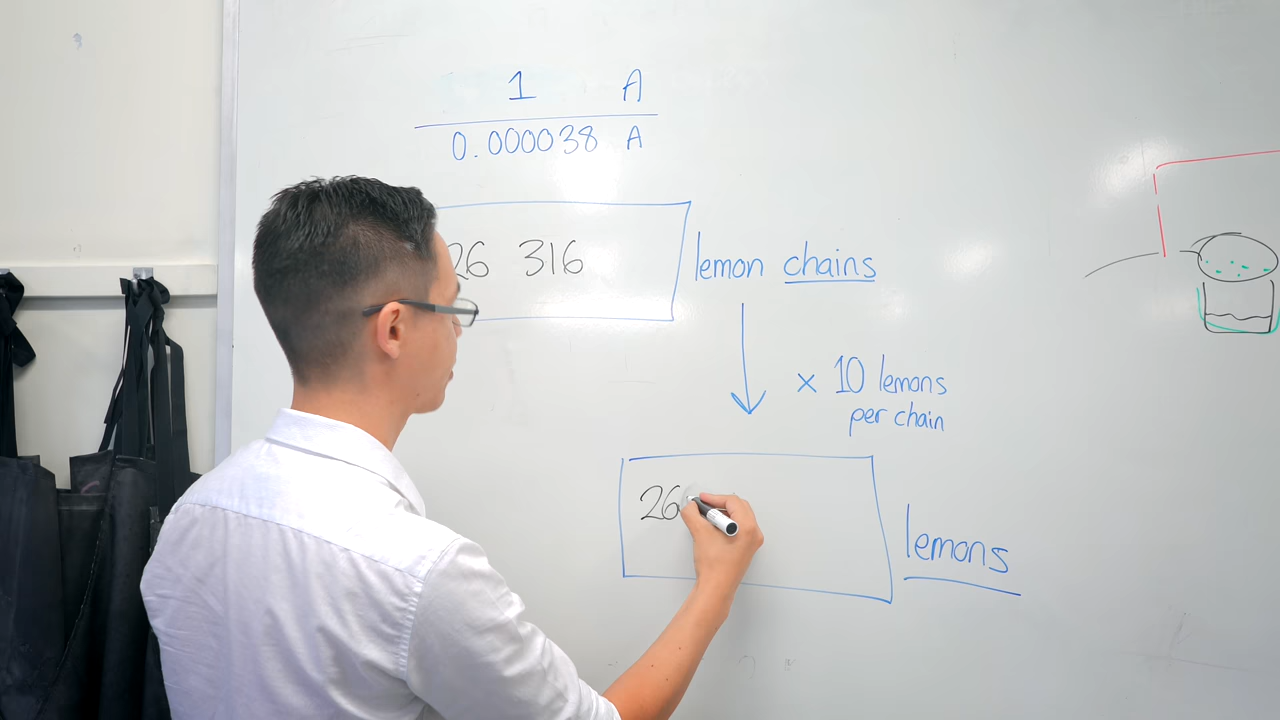 1 A
0.000038 A
26 316 lemon chains
x 10 lemons
per chain
26
lemons